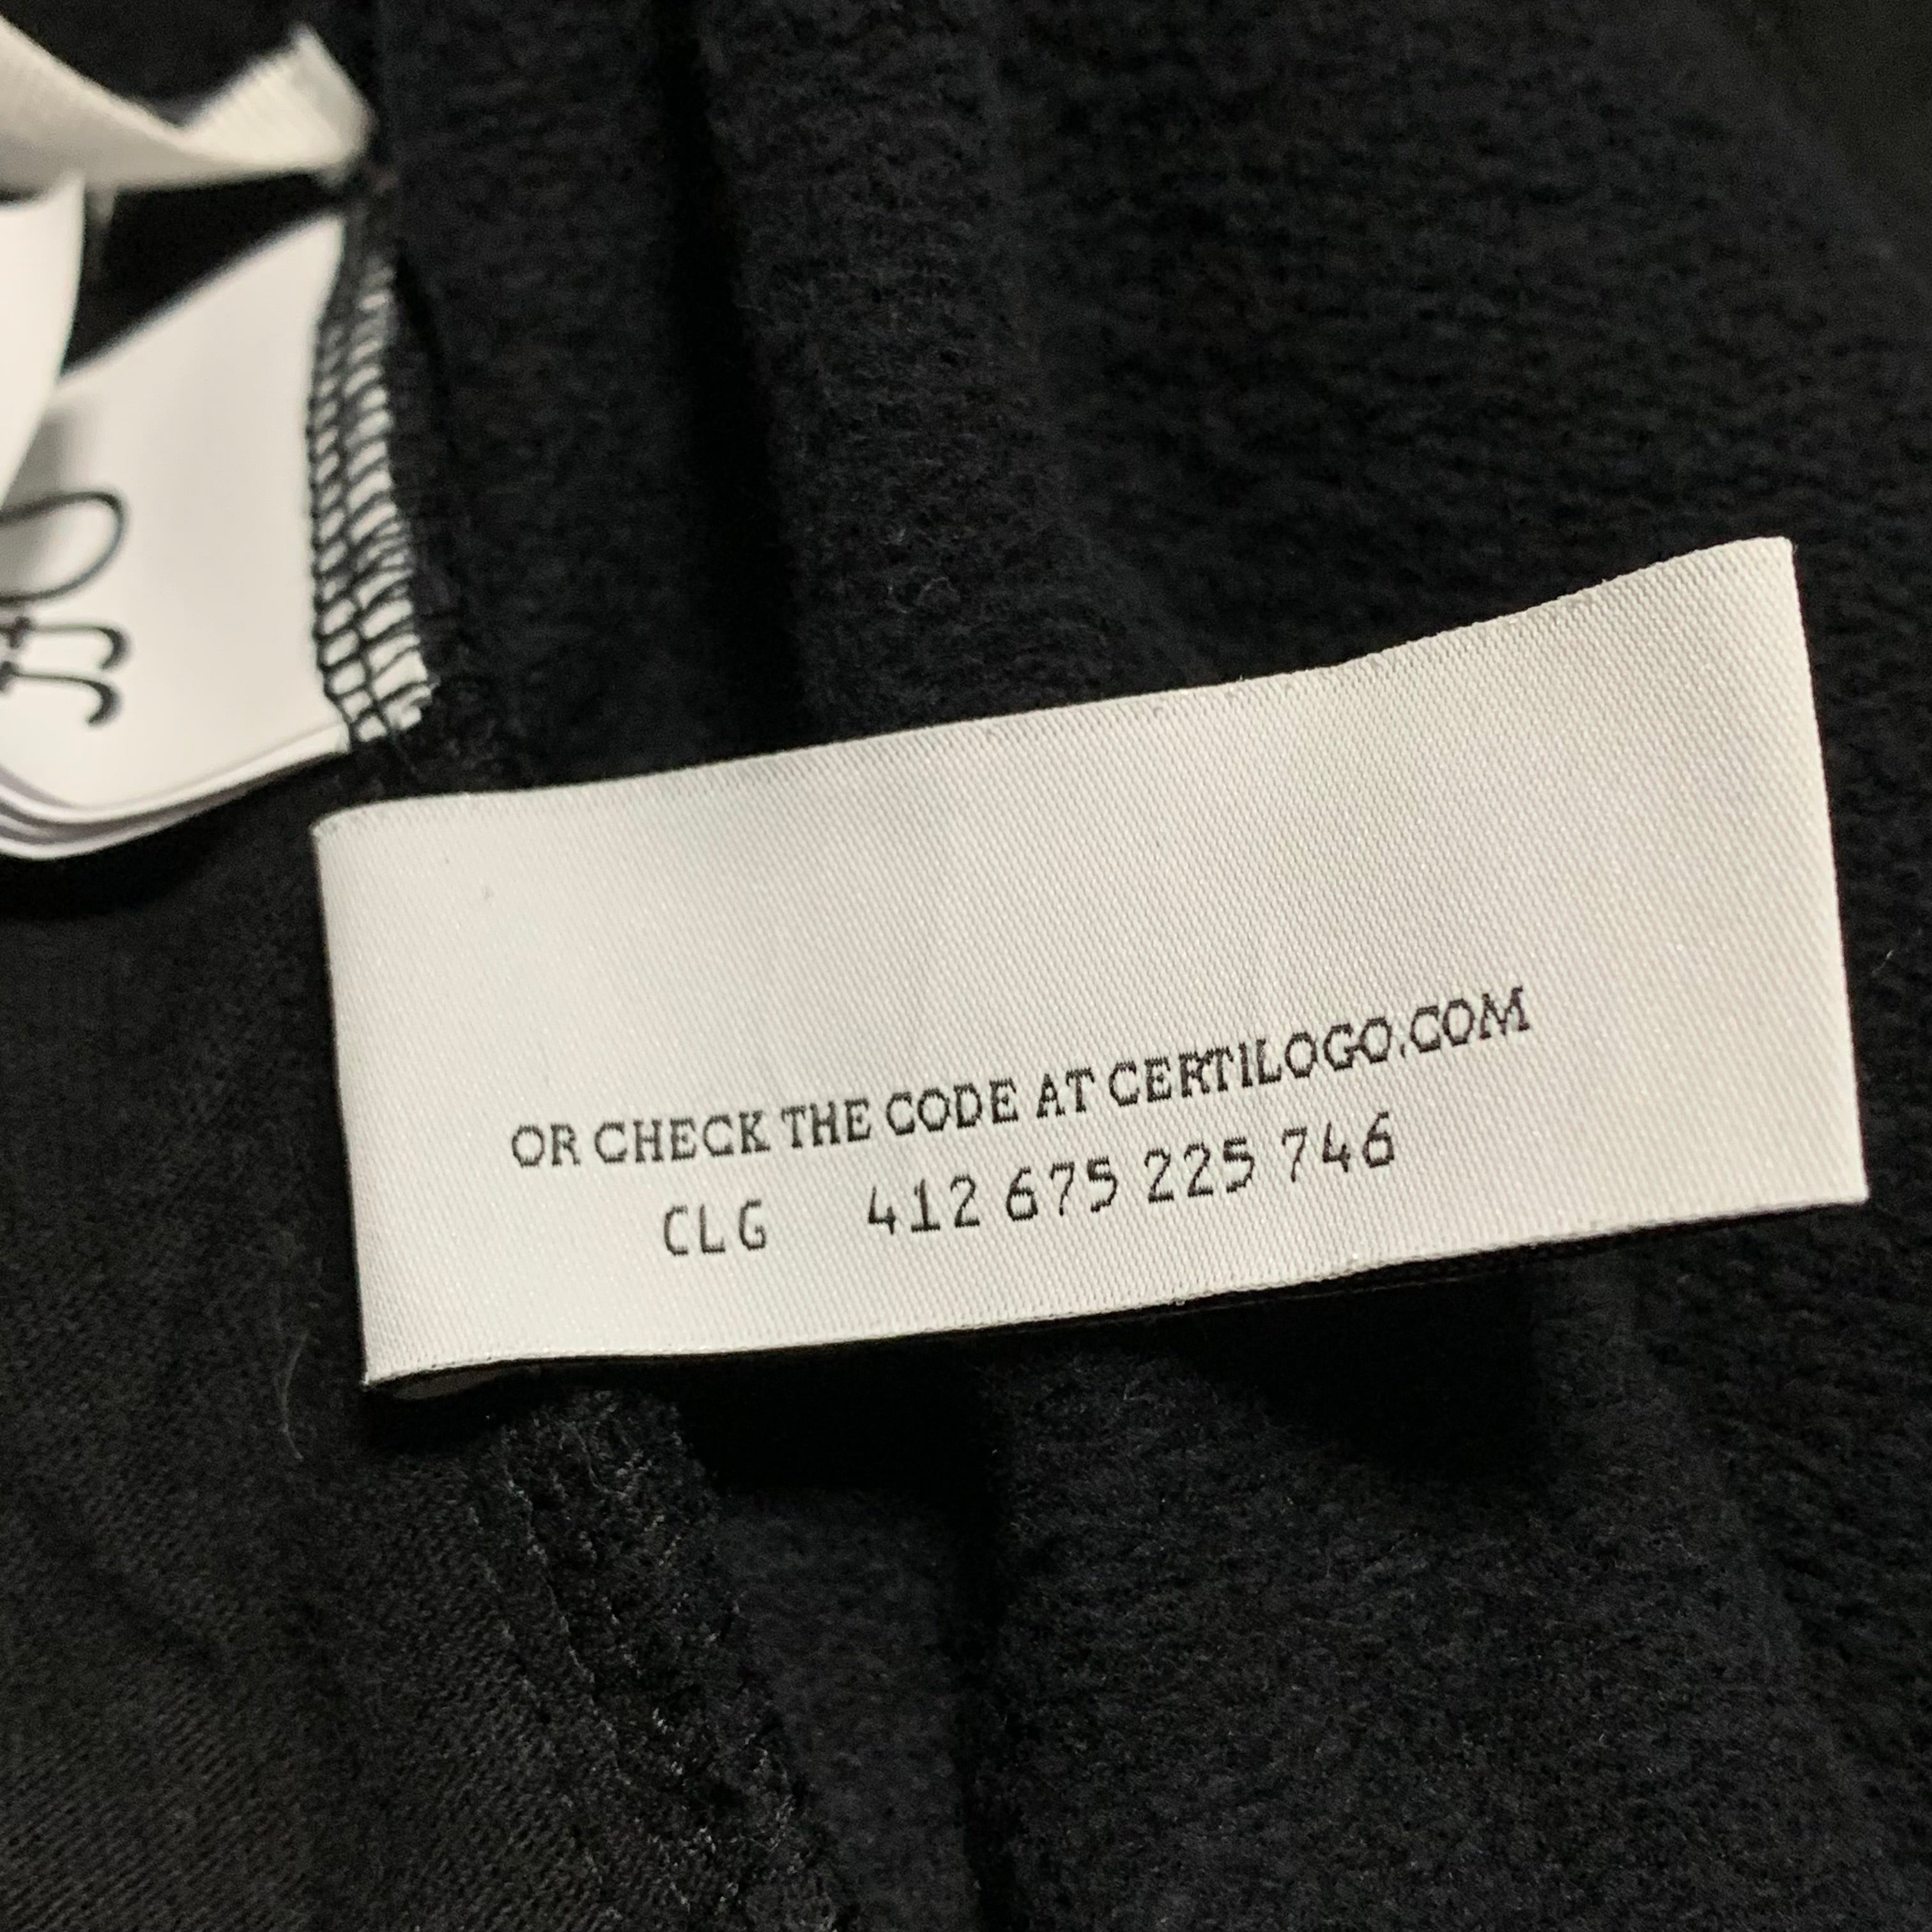 OR CHECK THE CODE AT CERTILOGO.COM
CLG 412 675 225 746